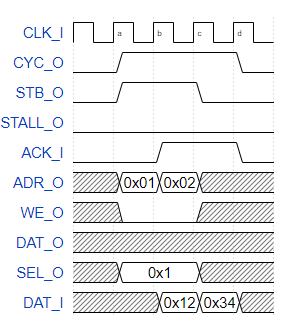 CLK_I a b c d
CYC_O
STB_O
STALL_O
ACK_I
ADR_O 0x01 0x02
WE_O
DAT_O
SEL_O 0x1
DAT_I 0x12 0x34